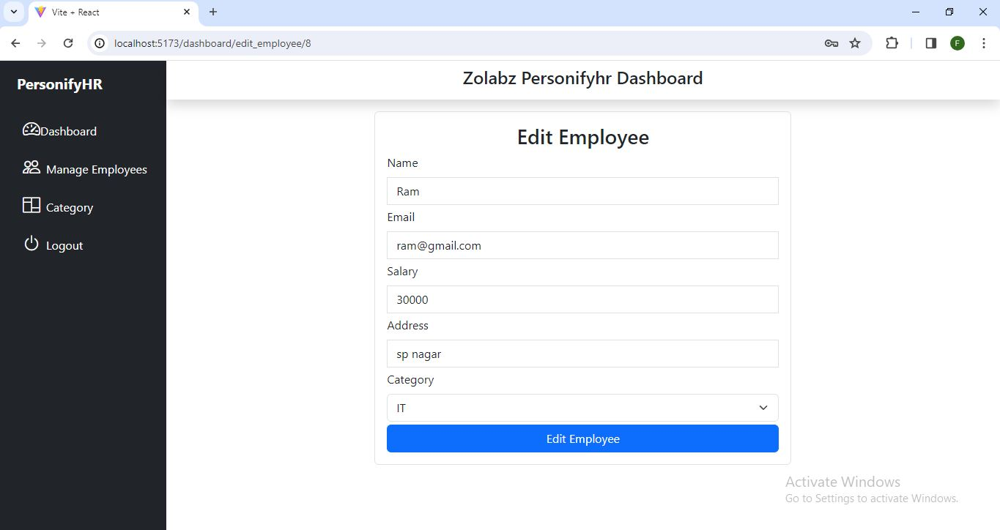 Vite + React
localhost:5173/dashboard/edit_employee/8
F
PersonifyHR
Zolabz Personifyhr Dashboard
Dashboard
Manage Employees
Category
Logout
Edit Employee
Name
Ram
Email
ram@gmail.com
Salary
30000
Address
sp nagar
Category
IT
Edit Employee
Activate Windows
Go to Settings to activate Windows.